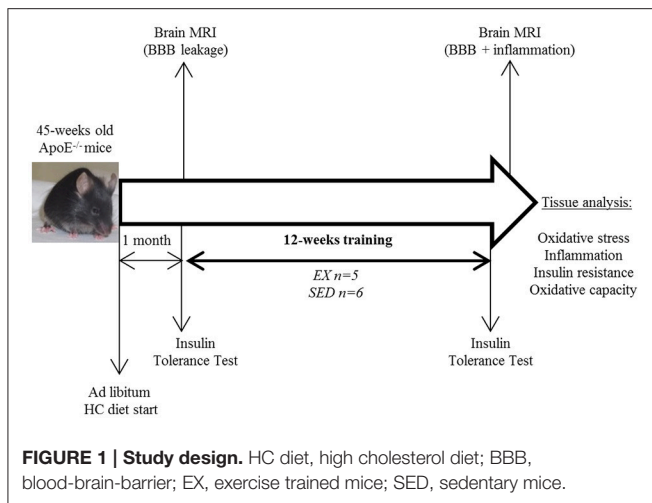 Brain MRI
(BBB leakage)
Brain MRI
(BBB + inflammation)
45-weeks old
ApoE-/- mice
1 month
12-weeks training
EX n=5
SED n=6
Tissue analysis:
Oxidative stress
Inflammation
Insulin resistance
Oxidative capacity
Insulin
Tolerance Test
Insulin
Tolerance Test
Ad libitum
HC diet start
FIGURE 1 | Study design. HC diet, high cholesterol diet; BBB,
blood-brain-barrier; EX, exercise trained mice; SED, sedentary mice.